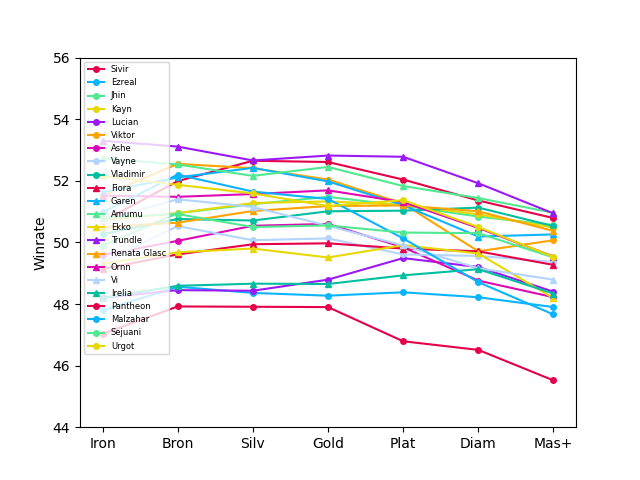 56
54
52
50
48
46
44
Winrate
Sivir
Ezreal
Jhin
Kayn
Lucian
Viktor
Ashe
Vayne
Vladimir
Fiora
Garen
Amumu
Ekko
Trundle
Renata Glasc
Ornn
Vi
Irelia
Pantheon
Malzahar
Sejuani
Urgot
Iron Bron Silv Gold Plat Diam Mas+